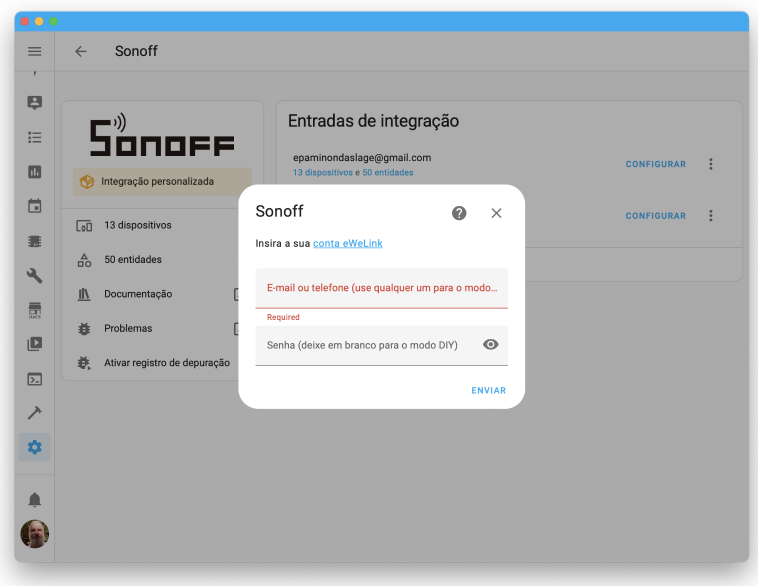 Sonoff
SONOFF
Integração personalizada
13 dispositivos
50 entidades
Documentação
Problemas
Ativar registro de depuração
Entradas de integração
epaminondaslage@gmail.com
13 dispositivos e 50 entidades
CONFIGURAR
CONFIGURAR
Sonoff
Insira a sua conta eWeLink
E-mail ou telefone (use qualquer um para o modo...
Required
Senha (deixe em branco para o modo DIY)
ENVIAR
HACS